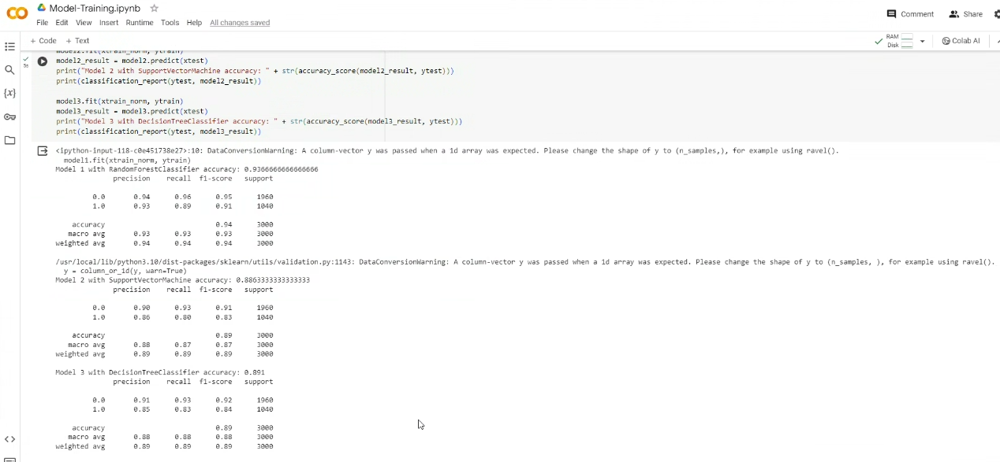 Model-Training.ipynb
File Edit View Insert Runtime Tools Help All changes saved
Comment Share
+ Code + Text
RAM
Disk
Colab AI
model2.fit(xtrain_norm, ytrain)
5s
model2_result = model2.predict(xtest)
print("Model 2 with SupportVectorMachine accuracy: " + str(accuracy_score(model2_result, ytest)))
print(classification_report(ytest, model2_result))
model3.fit(xtrain_norm, ytrain)
model3_result = model3.predict(xtest)
print("Model 3 with DecisionTreeClassifier accuracy: " + str(accuracy_score(model3_result, ytest)))
print(classification_report(ytest, model3_result))
<ipython-input-118-c0e451738e27>:10: DataConversionWarning: A column-vector y was passed when a 1d array was expected. Please change the shape of y to (n_samples,), for example using ravel().
model1.fit(xtrain_norm, ytrain)
Model 1 with RandomForestClassifier accuracy: 0.9366666666666666
precision recall f1-score support
0.0 0.94 0.96 0.95 1960
1.0 0.93 0.89 0.91 1040
accuracy 0.94 3000
macro avg 0.93 0.93 0.93 3000
weighted avg 0.94 0.94 0.94 3000
/usr/local/lib/python3.10/dist-packages/sklearn/utils/validation.py:1143: DataConversionWarning: A column-vector y was passed when a 1d array was expected. Please change the shape of y to (n_samples, ), for example using ravel().
y = column_or_1d(y, warn=True)
Model 2 with SupportVectorMachine accuracy: 0.8863333333333333
precision recall f1-score support
0.0 0.90 0.93 0.91 1960
1.0 0.86 0.80 0.83 1040
accuracy 0.89 3000
macro avg 0.88 0.87 0.87 3000
weighted avg 0.89 0.89 0.89 3000
Model 3 with DecisionTreeClassifier accuracy: 0.891
precision recall f1-score support
0.0 0.91 0.93 0.92 1960
1.0 0.85 0.83 0.84 1040
accuracy 0.89 3000
macro avg 0.88 0.88 0.88 3000
weighted avg 0.89 0.89 0.89 3000